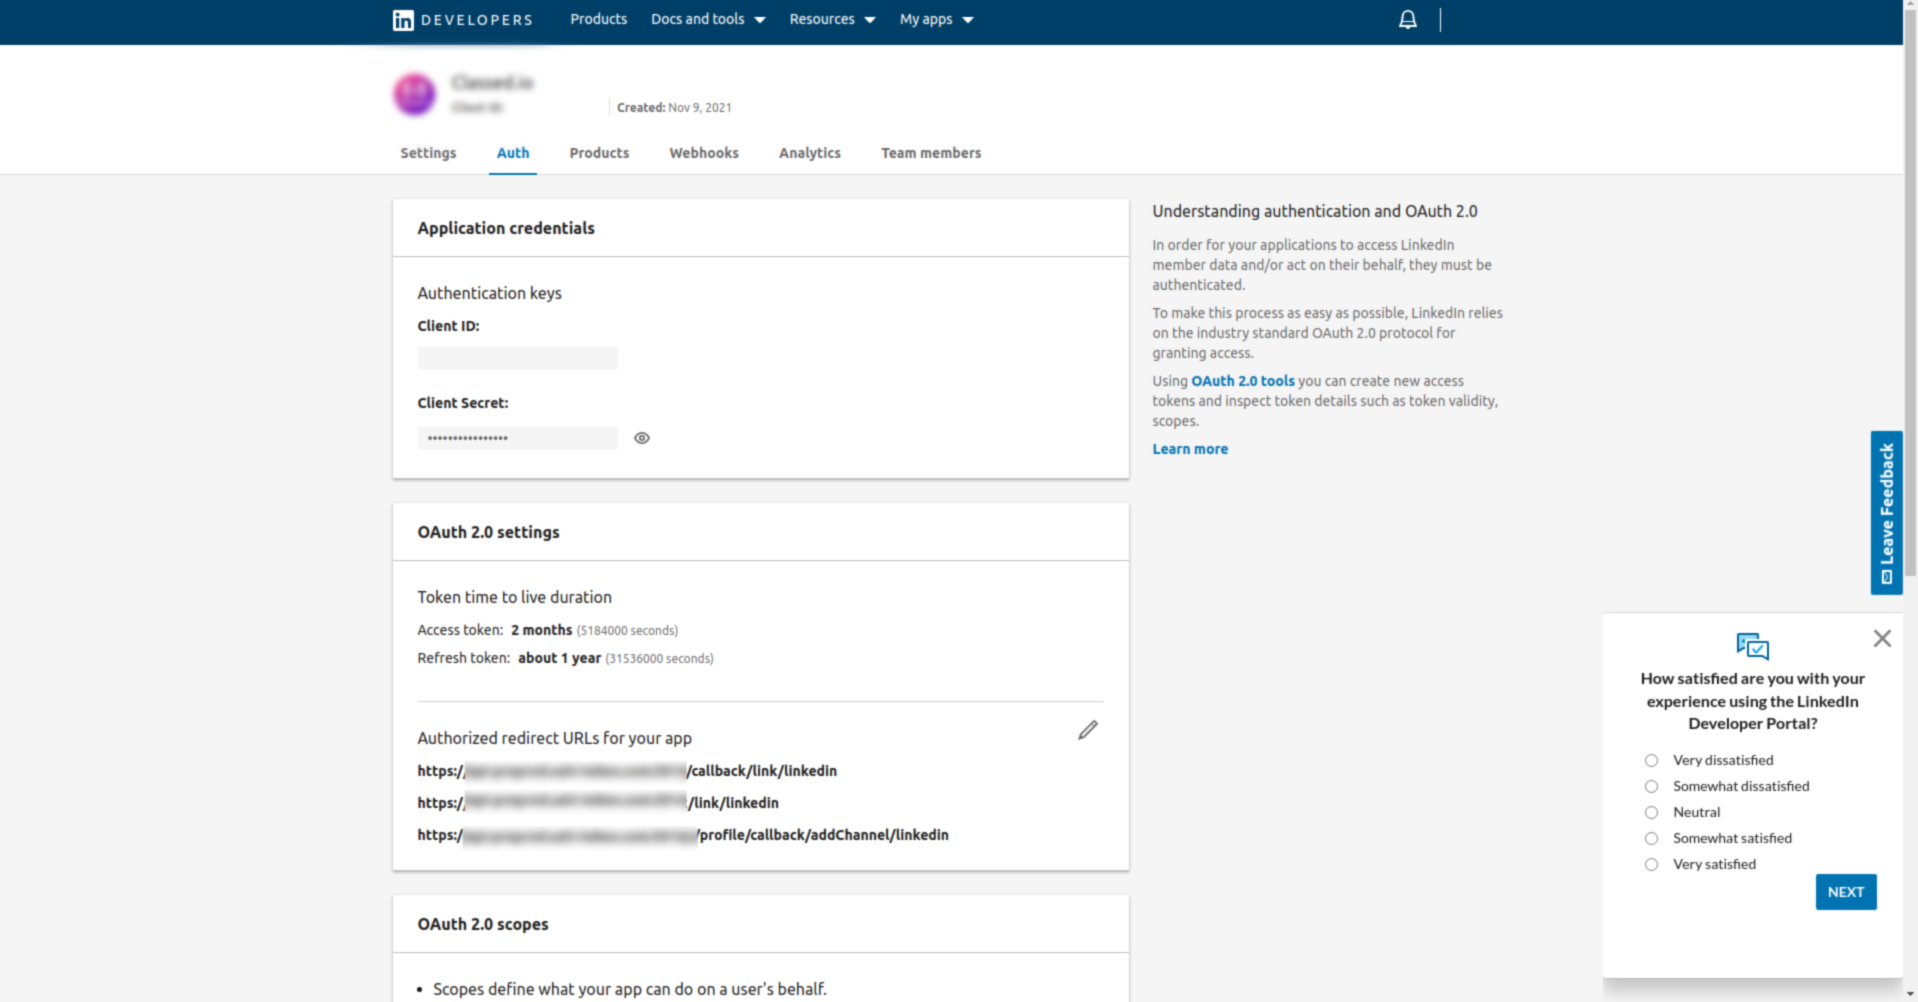 in DEVELOPERS Products Docs and tools Resources My apps
Created: Nov 9, 2021
Settings Auth Products Webhooks Analytics Team members
Application credentials
Authentication keys
Client ID:
Client Secret:
••••••••••••••••
OAuth 2.0 settings
Token time to live duration
Access token: 2 months (5184000 seconds)
Refresh token: about 1 year (31536000 seconds)
Authorized redirect URLs for your app
https:/ /callback/link/linkedin
https:/ /link/linkedin
https:/ /profile/callback/addChannel/linkedin
OAuth 2.0 scopes
• Scopes define what your app can do on a user's behalf.
Understanding authentication and OAuth 2.0
In order for your applications to access LinkedIn
member data and/or act on their behalf, they must be
authenticated.
To make this process as easy as possible, LinkedIn relies
on the industry standard OAuth 2.0 protocol for
granting access.
Using OAuth 2.0 tools you can create new access
tokens and inspect token details such as token validity,
scopes.
Learn more
Leave Feedback
How satisfied are you with your
experience using the LinkedIn
Developer Portal?
Very dissatisfied
Somewhat dissatisfied
Neutral
Somewhat satisfied
Very satisfied
NEXT